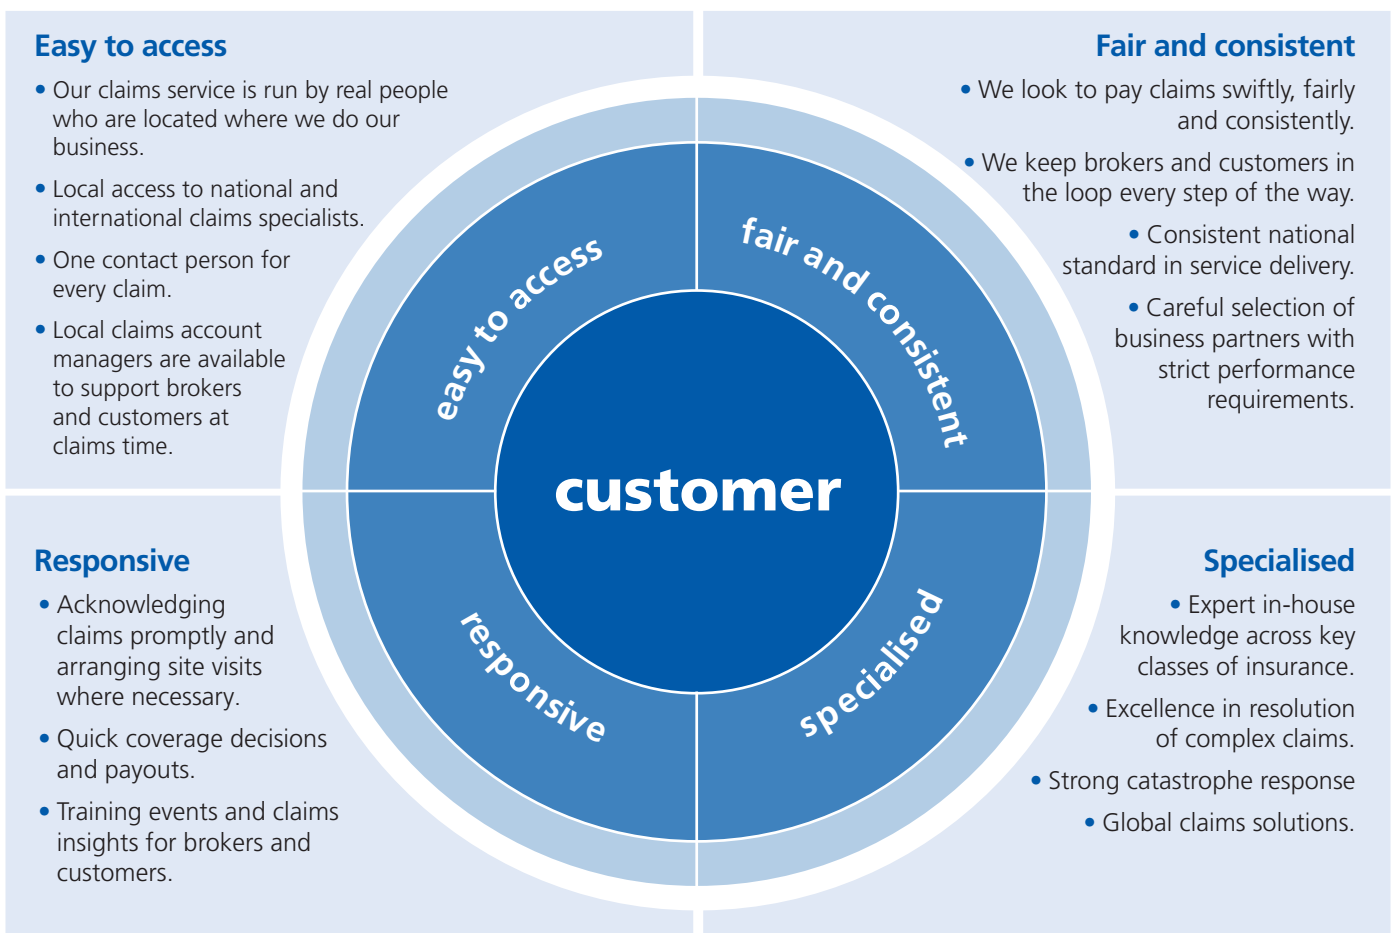 Easy to access
• Our claims service is run by real people
who are located where we do our
business.
• Local access to national and
international claims specialists.
• One contact person for
every claim.
• Local claims account
managers are available
to support brokers
and customers at
claims time.
Fair and consistent
• We look to pay claims swiftly, fairly
and consistently.
• We keep brokers and customers in
the loop every step of the way.
• Consistent national
standard in service delivery.
• Careful selection of
business partners with
strict performance
requirements.
easy to access
fair and consistent
customer
responsive
specialised
Responsive
• Acknowledging
claims promptly and
arranging site visits
where necessary.
• Quick coverage decisions
and payouts.
• Training events and claims
insights for brokers and
customers.
Specialised
• Expert in-house
knowledge across key
classes of insurance.
• Excellence in resolution
of complex claims.
• Strong catastrophe response
• Global claims solutions.